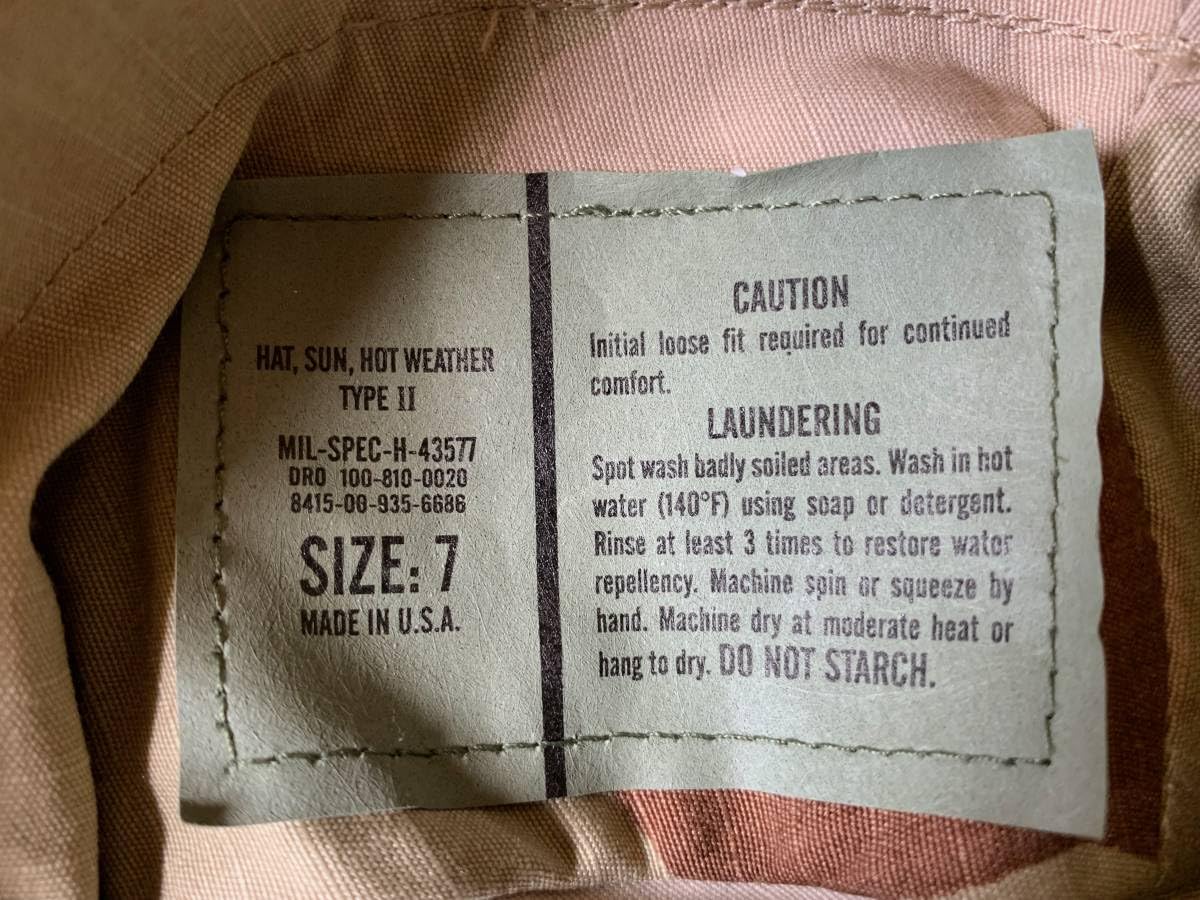 HAT, SUN, HOT WEATHER
TYPE II
MIL-SPEC-H-43577
DRO 100-810-0020
8415-00-935-6686
SIZE: 7
MADE IN U.S.A.
CAUTION
Initial loose fit required for continued
comfort.
LAUNDERING
Spot wash badly soiled areas. Wash in hot
water (140°F) using soap or detergent.
Rinse at least 3 times to restore water
repellency. Machine spin or squeeze by
hand. Machine dry at moderate heat or
hang to dry. DO NOT STARCH.